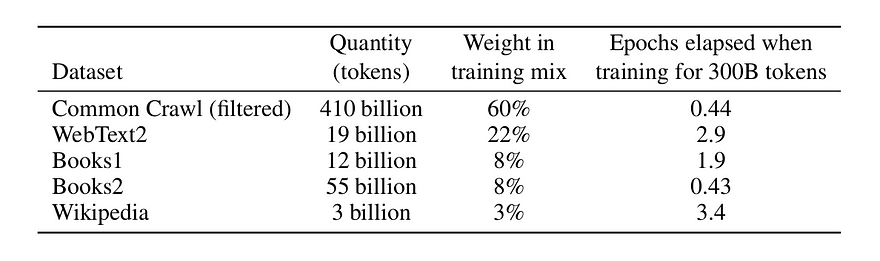 Dataset Quantity (tokens) Weight in training mix Epochs elapsed when training for 300B tokens
Common Crawl (filtered) 410 billion 60% 0.44
WebText2 19 billion 22% 2.9
Books1 12 billion 8% 1.9
Books2 55 billion 8% 0.43
Wikipedia 3 billion 3% 3.4